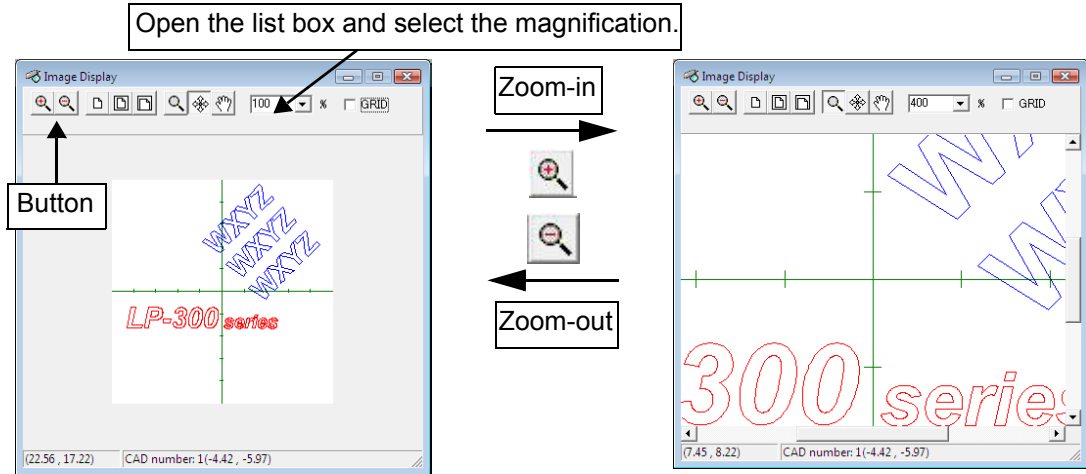 Open the list box and select the magnification.
Image Display
100 % GRID
Button
WXYZ
WXYZ
WXYZ
LP-300 series
(22.56 , 17.22) CAD number: 1(-4.42 , -5.97)
Zoom-in
Zoom-out
Image Display
400 % GRID
W
W
300 series
(7.45 , 8.22) CAD number: 1(-4.42 , -5.97)